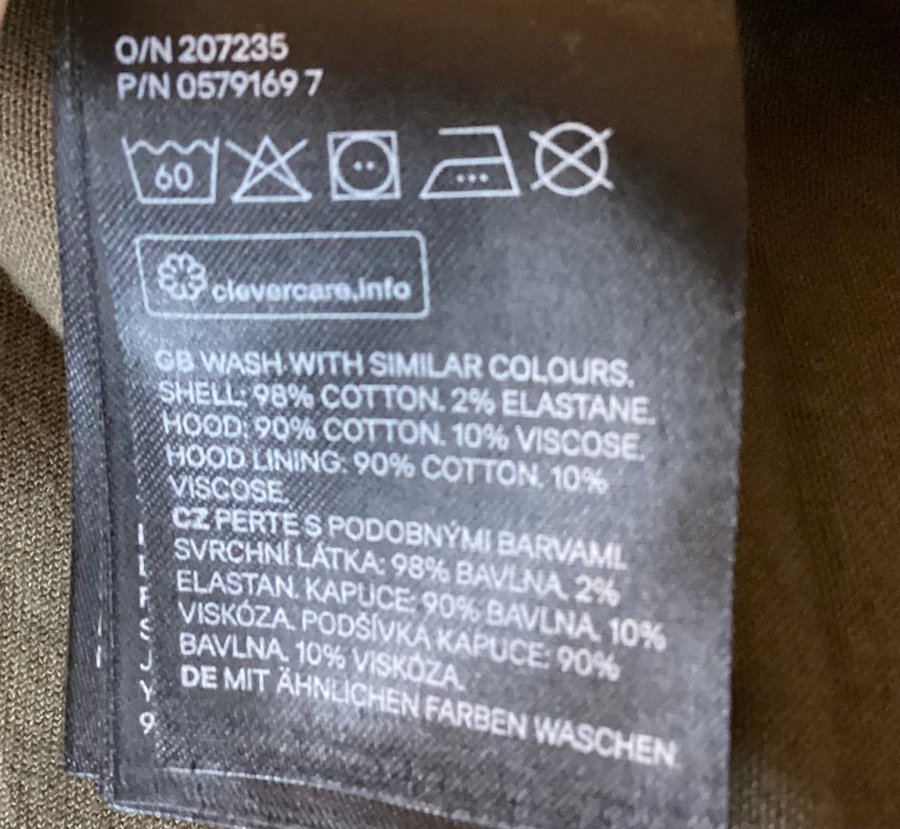 O/N 207235
P/N 0579169 7
60
clevercare.info
GB WASH WITH SIMILAR COLOURS.
SHELL: 98% COTTON. 2% ELASTANE.
HOOD: 90% COTTON. 10% VISCOSE.
HOOD LINING: 90% COTTON. 10%
VISCOSE.
CZ PERTE S PODOBNÝMI BARVAMI.
SVRCHNÍ LÁTKA: 98% BAVLNA. 2%
ELASTAN. KAPUCE: 90% BAVLNA. 10%
VISKÓZA. PODŠÍVKA KAPUCE: 90%
BAVLNA. 10% VISKÓZA.
DE MIT ÄHNLICHEN FARBEN WASCHEN